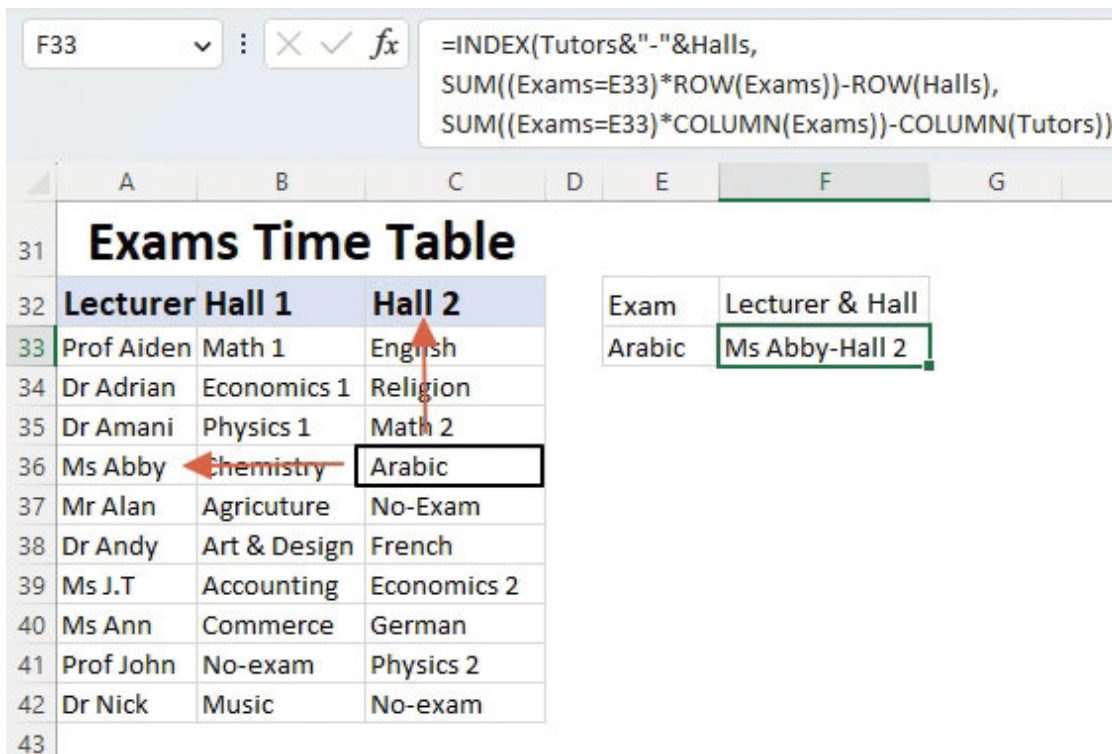 F33 fx =INDEX(Tutors&"-"&Halls,
SUM((Exams=E33)*ROW(Exams))-ROW(Halls),
SUM((Exams=E33)*COLUMN(Exams))-COLUMN(Tutors))
A B C D E F G
31 Exams Time Table
32 Lecturer Hall 1 Hall 2 Exam Lecturer & Hall
33 Prof Aiden Math 1 English Arabic Ms Abby-Hall 2
34 Dr Adrian Economics 1 Religion
35 Dr Amani Physics 1 Math 2
36 Ms Abby Chemistry Arabic
37 Mr Alan Agricuture No-Exam
38 Dr Andy Art & Design French
39 Ms J.T Accounting Economics 2
40 Ms Ann Commerce German
41 Prof John No-exam Physics 2
42 Dr Nick Music No-exam
43